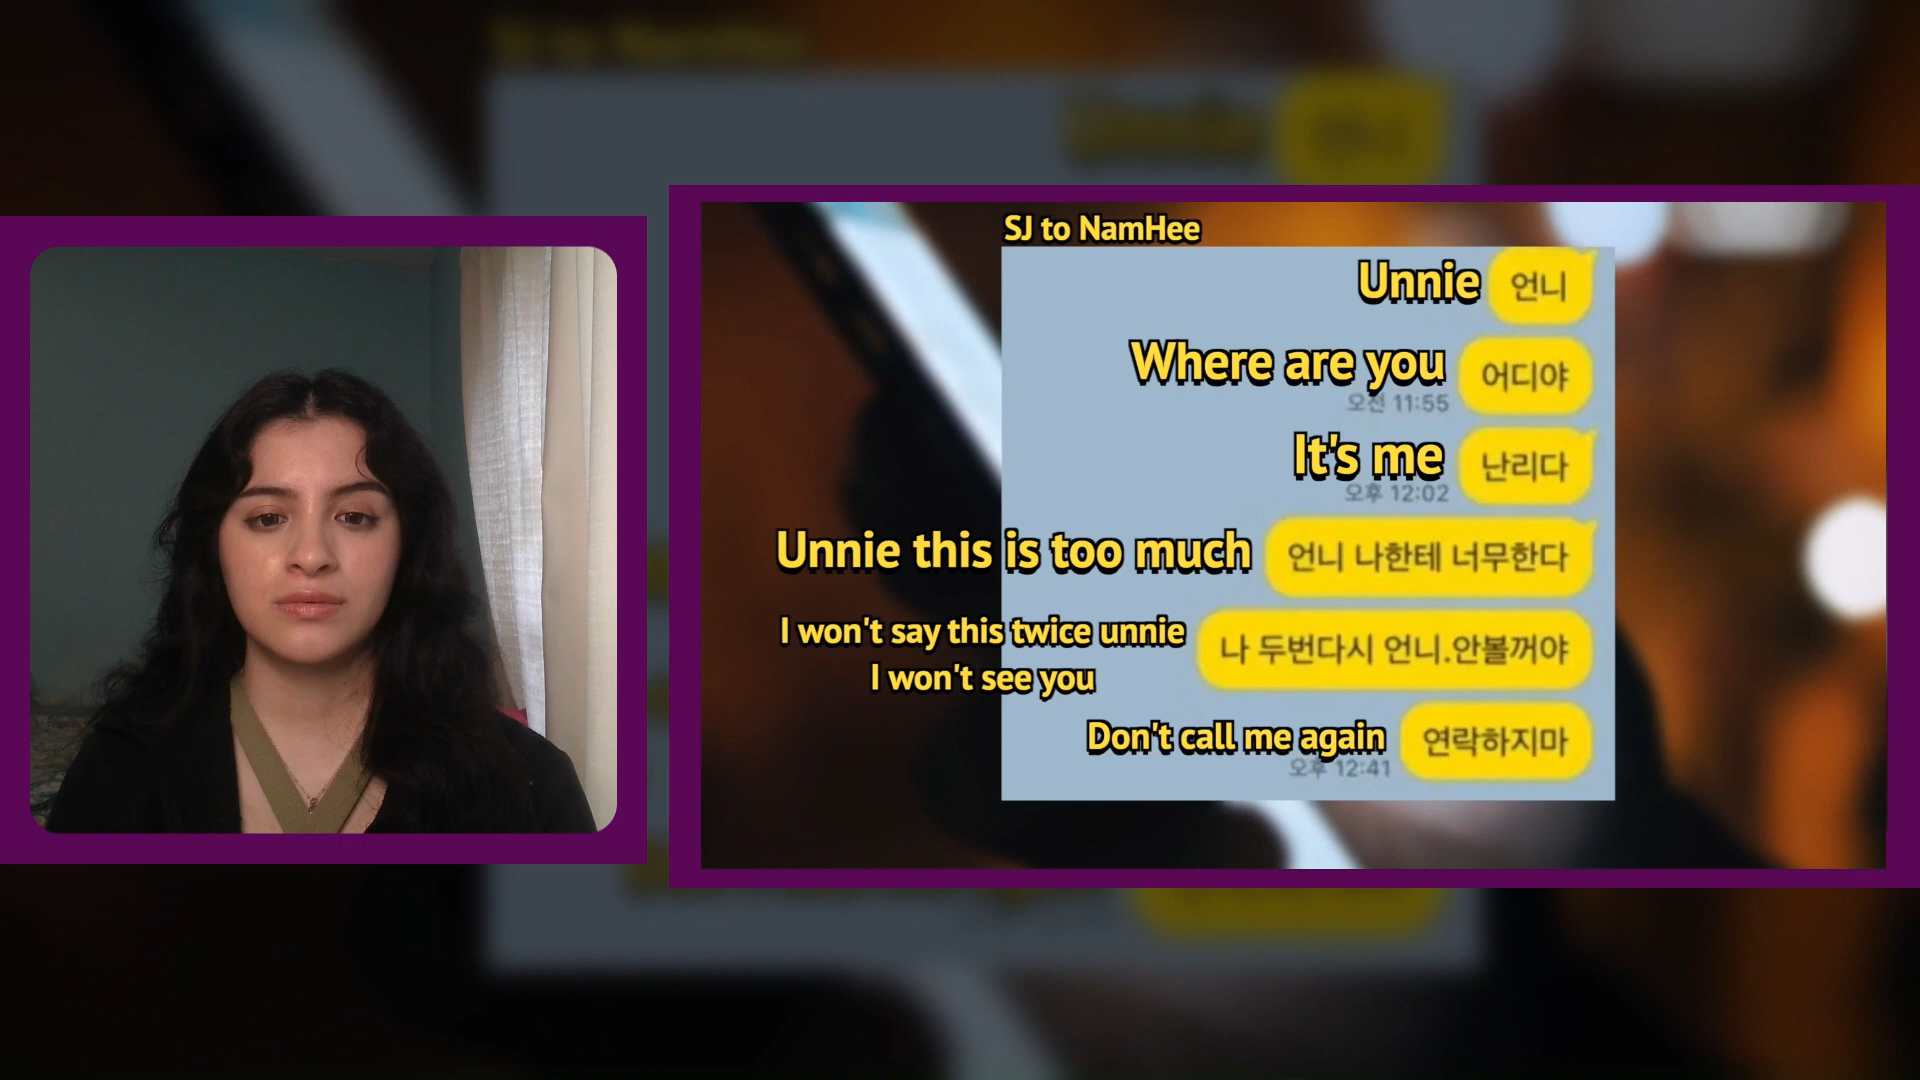 SJ to NamHee
Unnie 언니
Where are you 어디야
오전 11:55
It's me 난리다
오후 12:02
Unnie this is too much 언니 나한테 너무한다
I won't say this twice unnie 나 두번다시 언니.안볼꺼야
I won't see you
Don't call me again 연락하지마
오후 12:41